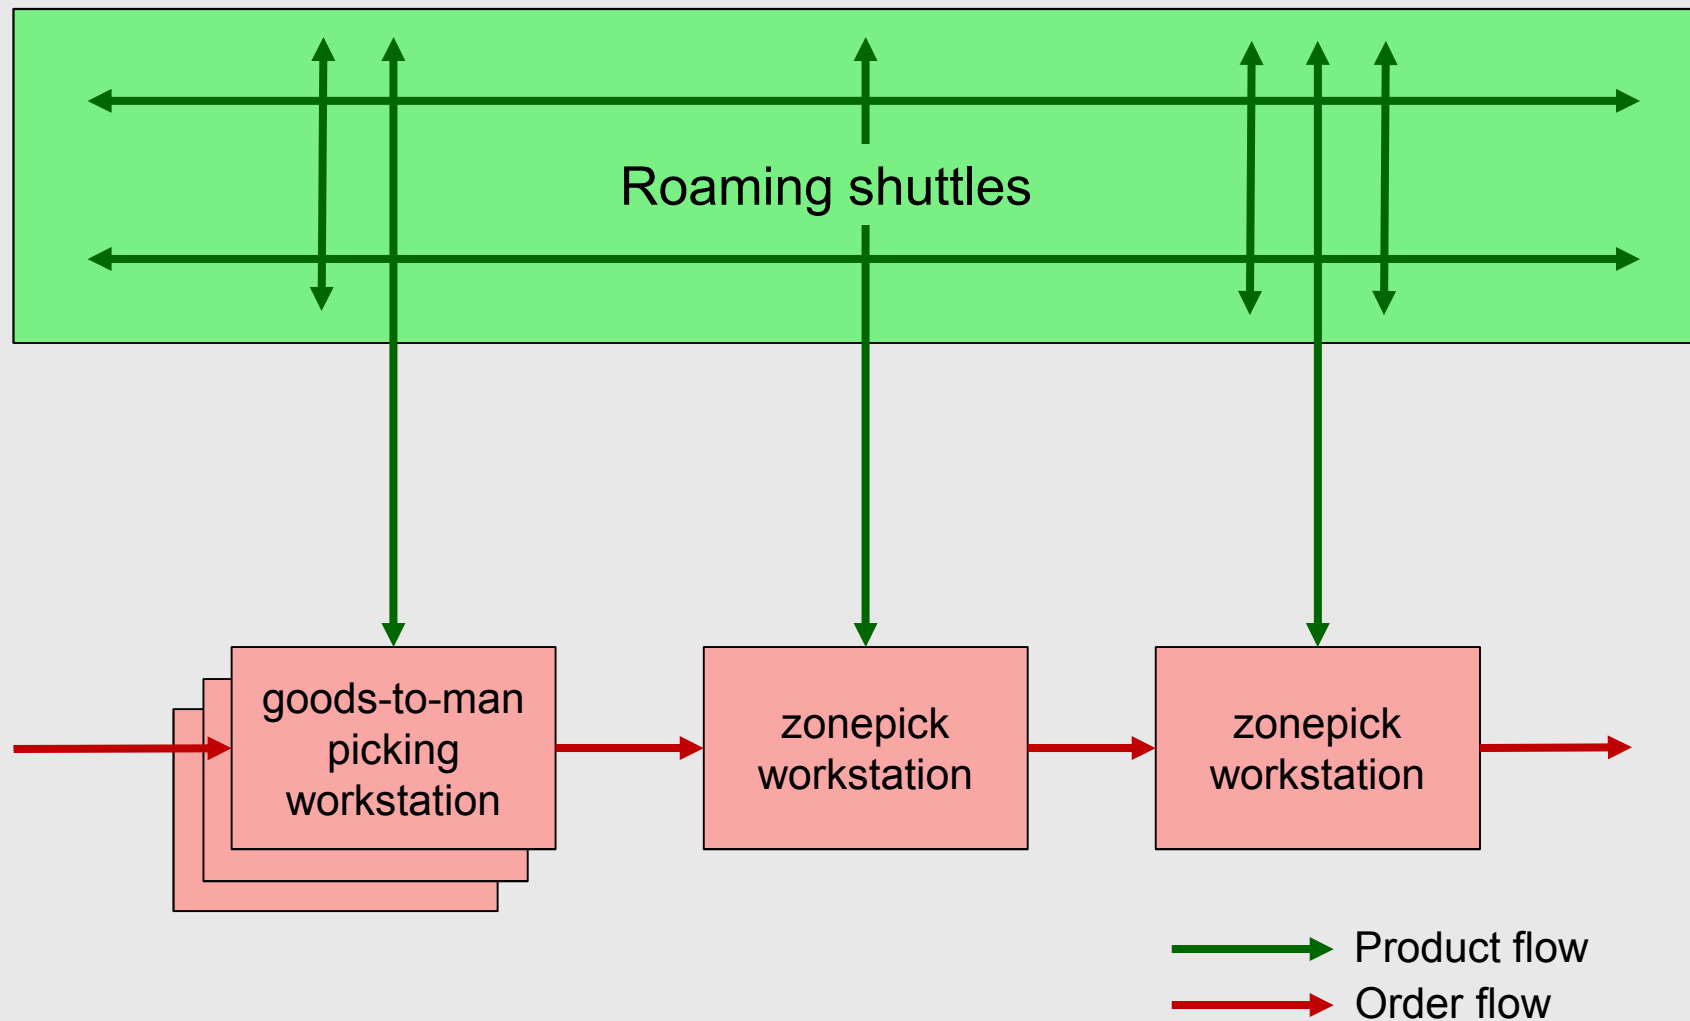 Roaming shuttles
goods-to-man
picking
workstation
zonepick
workstation
zonepick
workstation
Product flow
Order flow